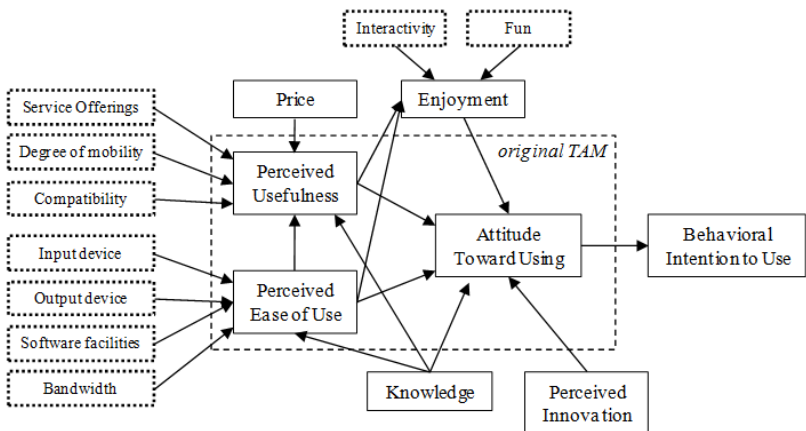 Interactivity
Fun
Price
Enjoyment
Service Offerings
Degree of mobility
Compatibility
original TAM
Perceived
Usefulness
Input device
Output device
Software facilities
Bandwidth
Perceived
Ease of Use
Attitude
Toward Using
Behavioral
Intention to Use
Knowledge
Perceived
Innovation